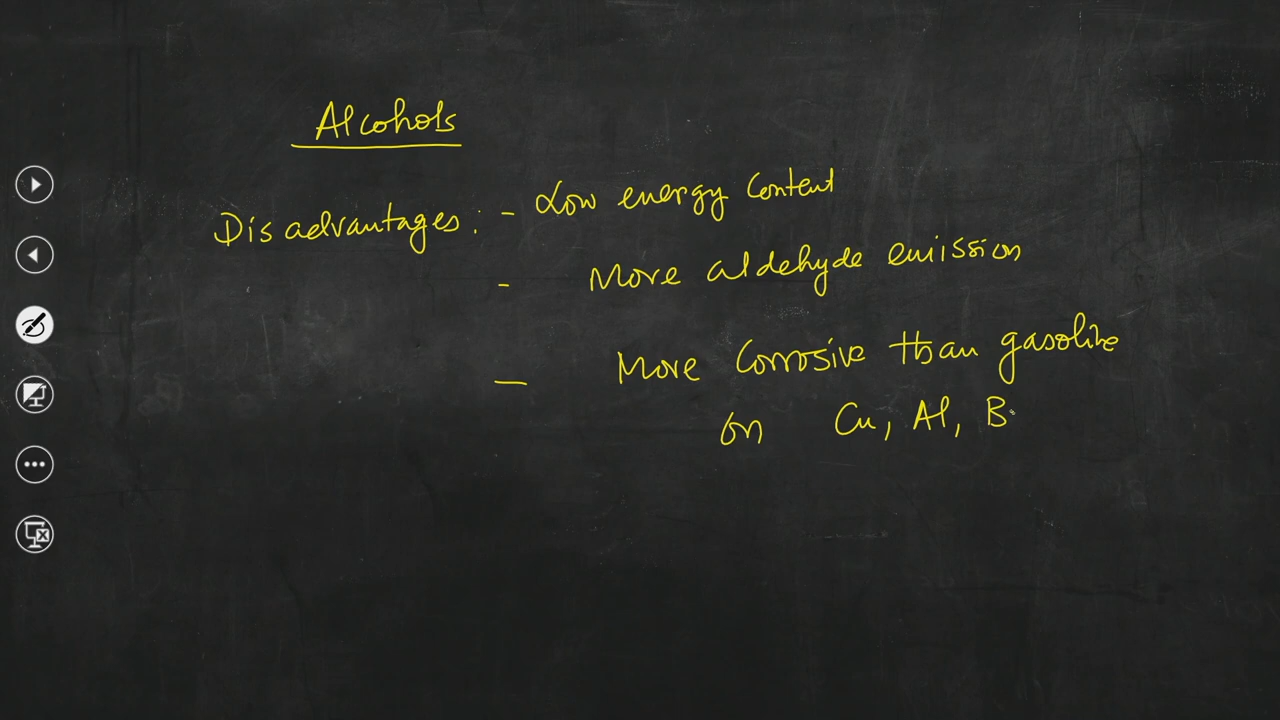 Alcohols
Disadvantages: - Low energy Content
- More aldehyde emission
- More Corrosive than gasoline
on Cu, Al, B